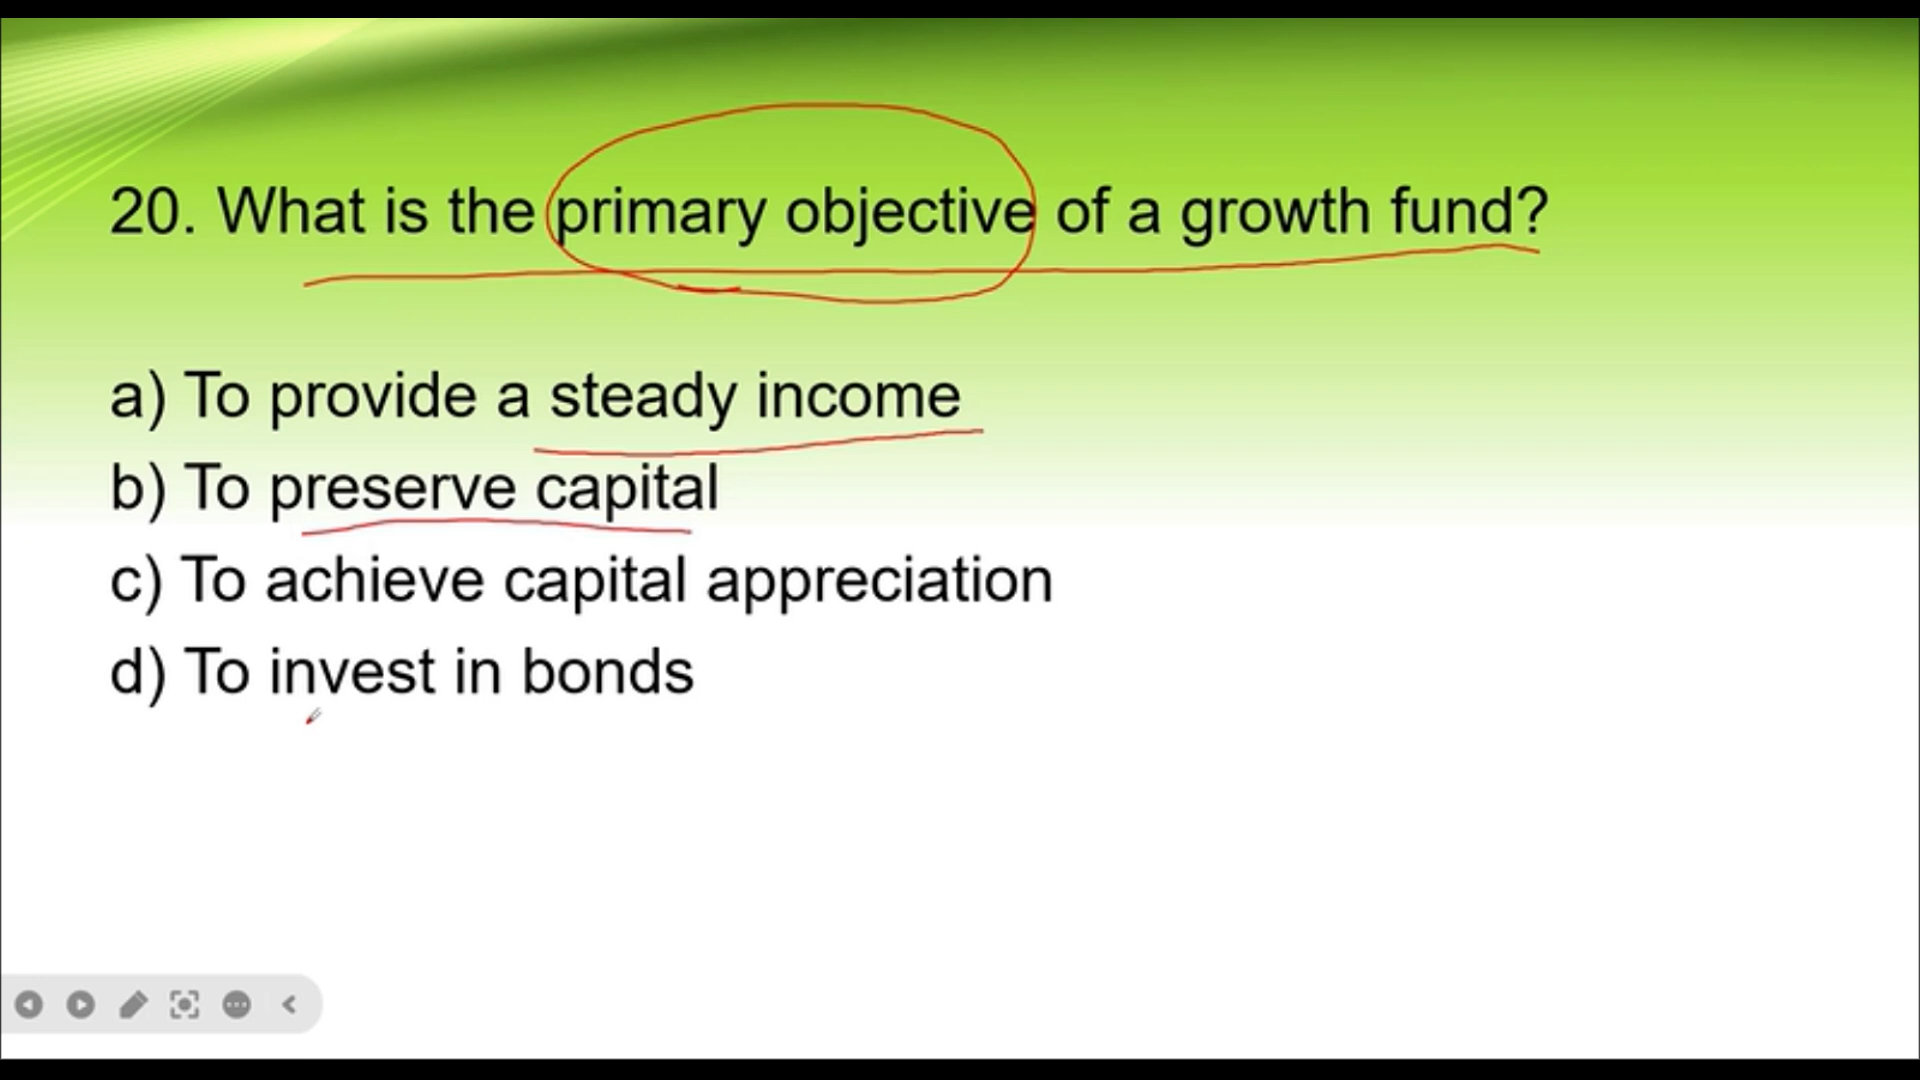 20. What is the primary objective of a growth fund?
a) To provide a steady income
b) To preserve capital
c) To achieve capital appreciation
d) To invest in bonds